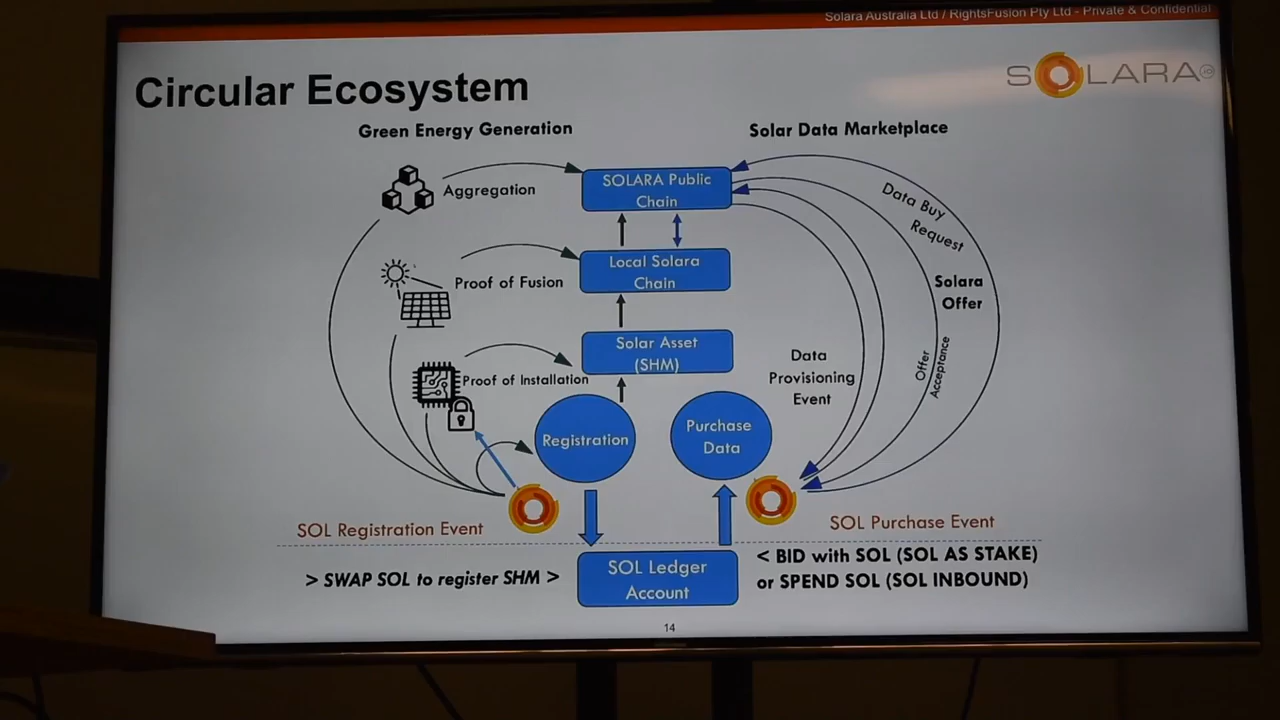 Solara Australia Ltd / RightsFusion Pty Ltd - Private & Confidential
Circular Ecosystem
SOLARA
Green Energy Generation
Solar Data Marketplace
Aggregation
SOLARA Public
Chain
Data Buy
Request
Proof of Fusion
Local Solara
Chain
Solara
Offer
Proof of Installation
Solar Asset
(SHM)
Data
Provisioning
Event
Offer
Acceptance
Registration
Purchase
Data
SOL Registration Event
SOL Purchase Event
> SWAP SOL to register SHM >
SOL Ledger
Account
< BID with SOL (SOL AS STAKE)
or SPEND SOL (SOL INBOUND)
14